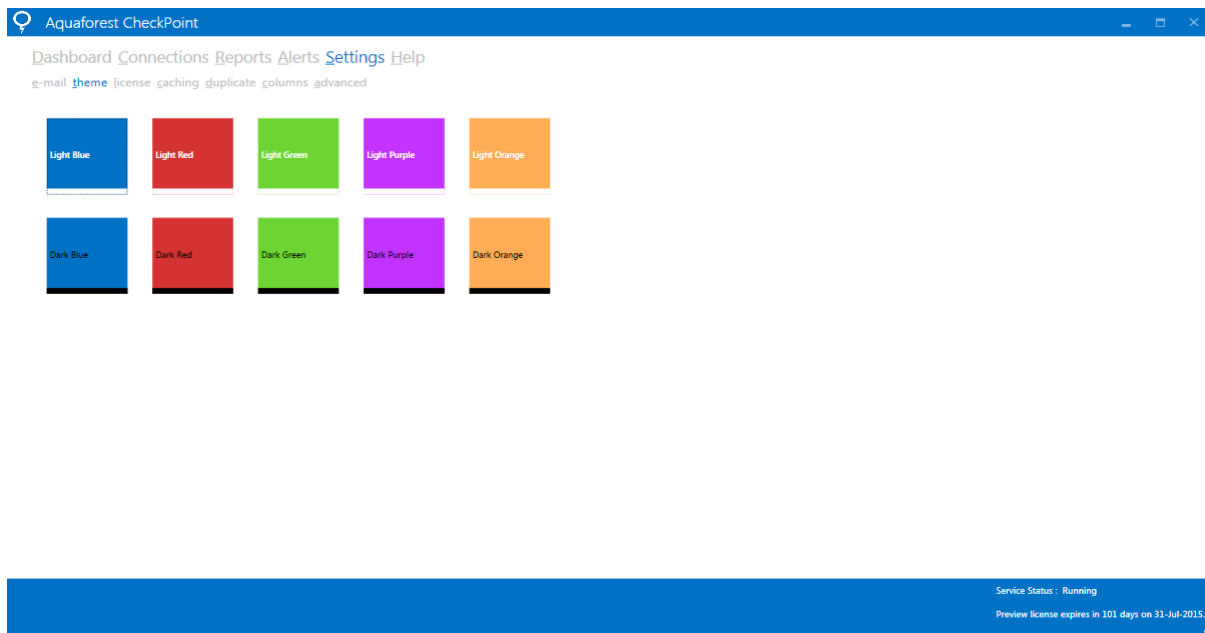 Aquaforest CheckPoint
Dashboard Connections Reports Alerts Settings Help
e-mail theme license caching duplicate columns advanced
Light Blue Light Red Light Green Light Purple Light Orange
Dark Blue Dark Red Dark Green Dark Purple Dark Orange
Service Status : Running
Preview license expires in 101 days on 31-Jul-2015.